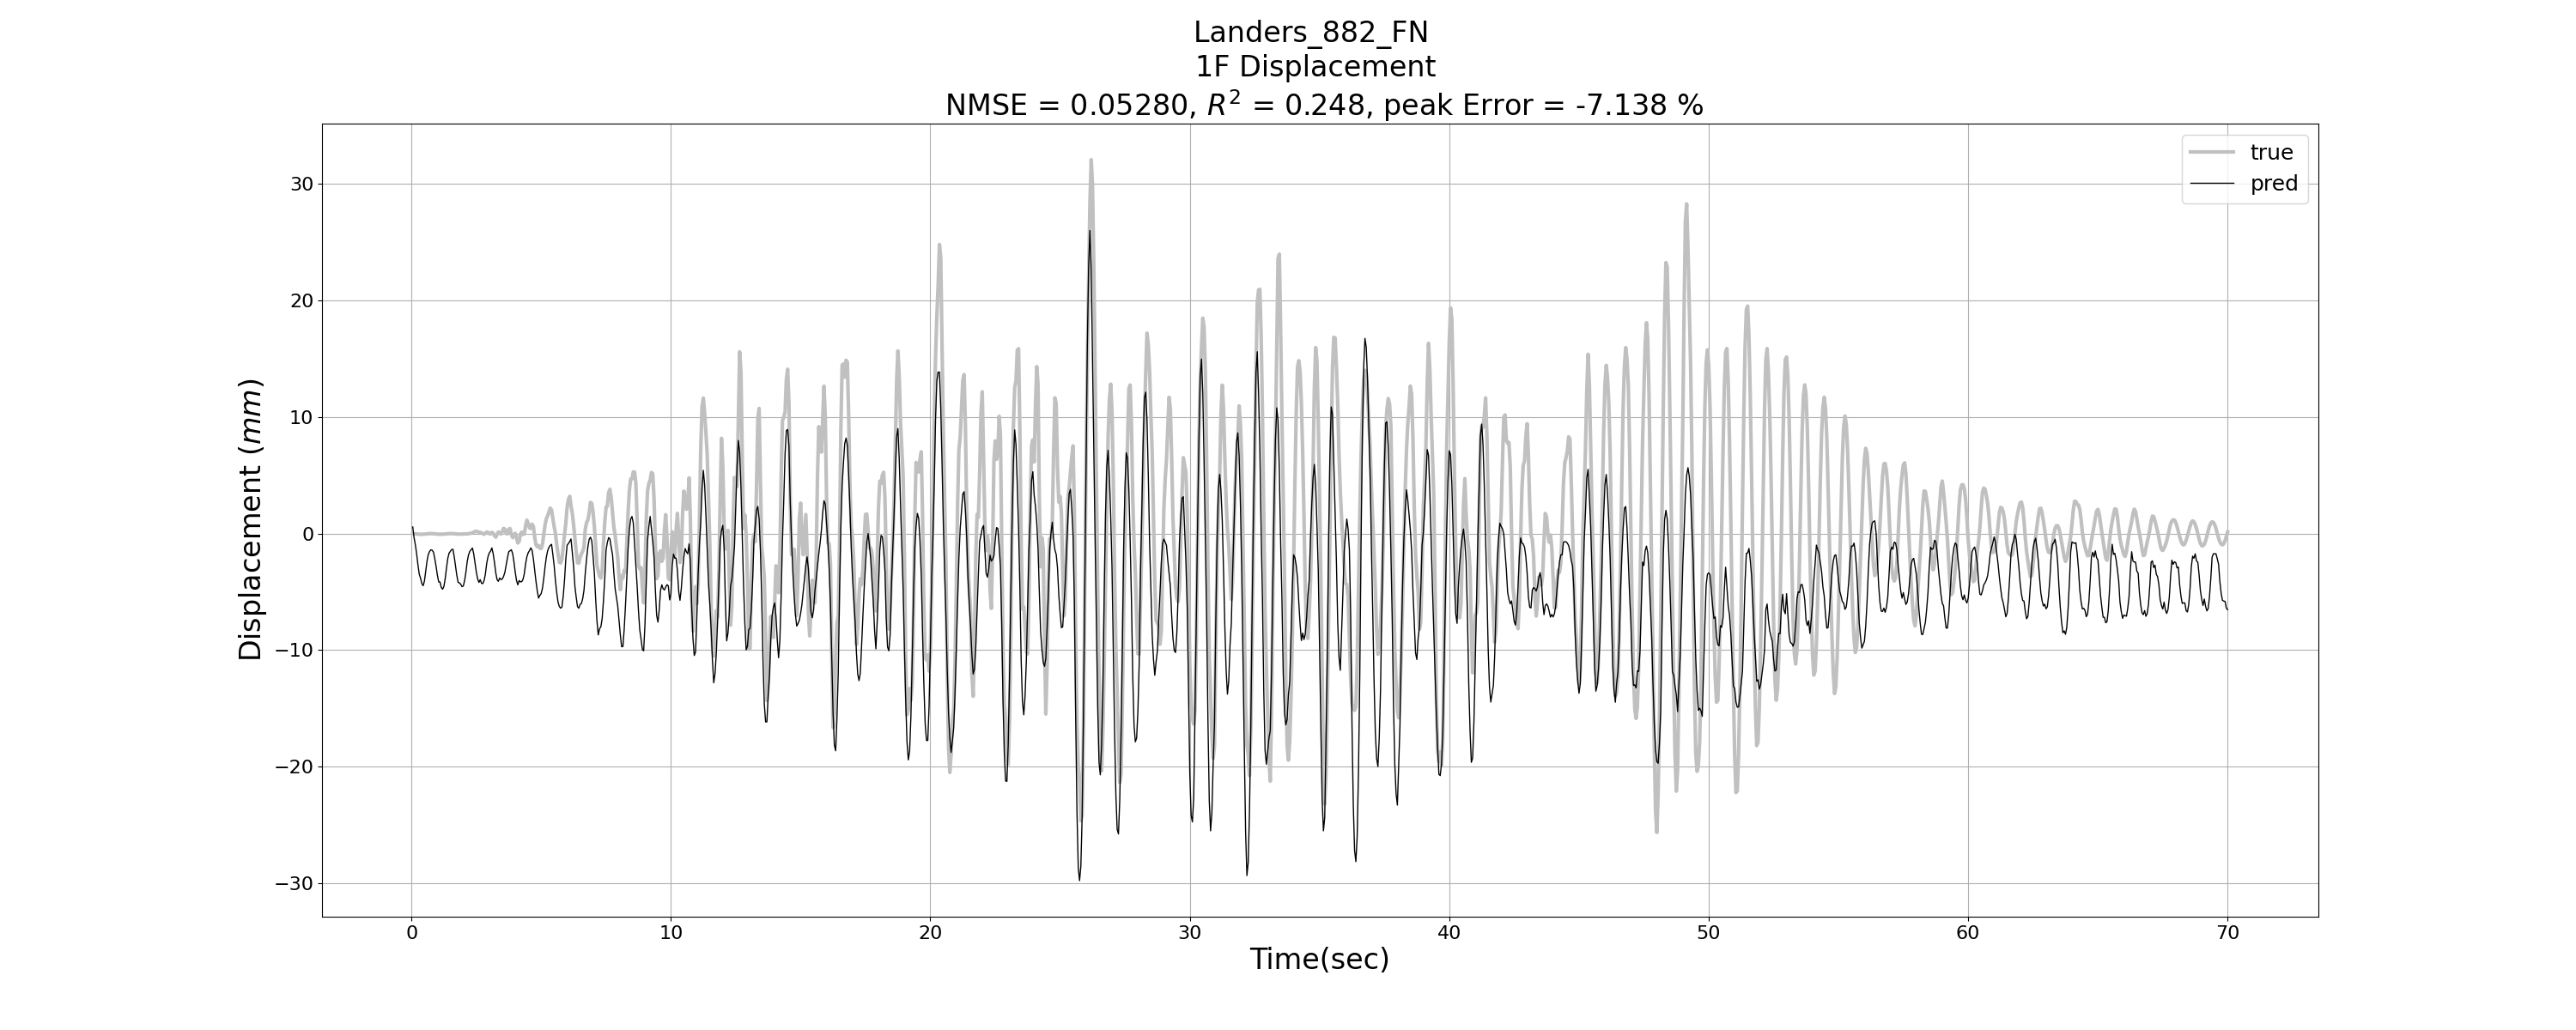 Landers_882_FN
1F Displacement
NMSE = 0.05280, R² = 0.248, peak Error = -7.138 %
true
pred
30
20
10
0
−10
−20
−30
Displacement (mm)
0 10 20 30 40 50 60 70
Time(sec)